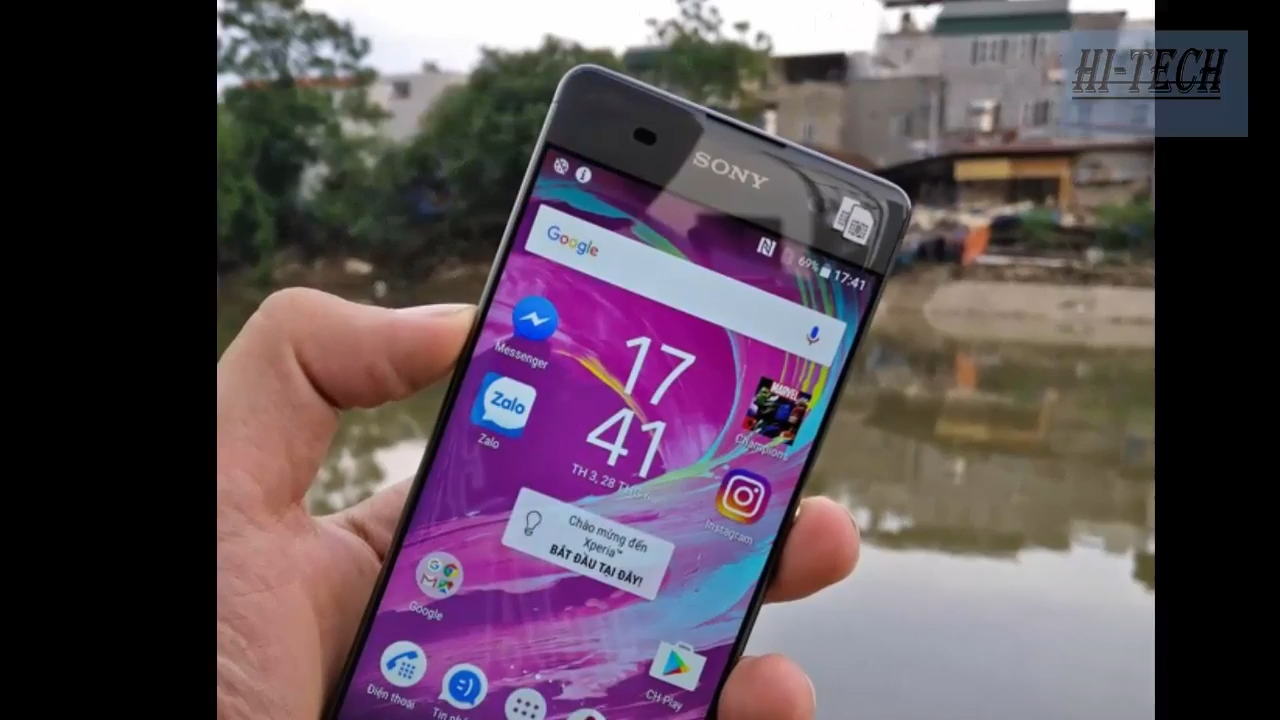 HI-TECH
SONY
69% 17:41
Google
Messenger
17
41
MARVEL
Zalo
Zalo
Champions
TH 3, 28
Instagram
Chào mừng đến
Xperia™
BẮT ĐẦU TẠI ĐÂY!
Google
Điện thoại
CH Play